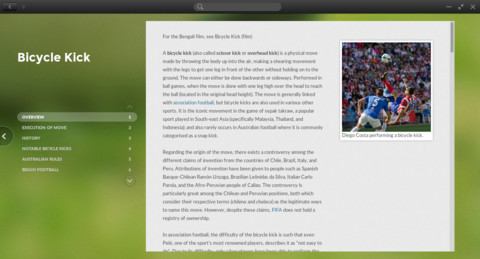 Bicycle Kick
OVERVIEW 1
EXECUTION OF MOVE 2
HISTORY 3
NOTABLE BICYCLE KICKS 4
AUSTRALIAN RULES 5
BEACH FOOTBALL 6
For the Bengali film, see Bicycle Kick (film)
A bicycle kick (also called scissor kick or overhead kick) is a physical move
made by throwing the body up into the air, making a shearing movement
with the legs to get one leg in front of the other without holding on to the
ground. The move can either be done backwards or sideways. Performed in
ball games, when the move is done with one leg high over the head to reach
the ball (located in the original head height). The move is generally linked
with association football, but bicycle kicks are also used in various other
sports. It is the iconic movement in the game of sepak takraw, a popular
sport played in South-east Asia (specifically Malaysia, Thailand, and
Indonesia) and also rarely occurs in Australian football where it is commonly
categorised as a snap kick.
Regarding the origin of the move, there exists a controversy among the
different claims of invention from the countries of Chile, Brazil, Italy, and
Peru. Attributions of invention have been given to people such as Spanish
Basque-Chilean Ramón Unzaga, Brazilian Leônidas da Silva, Italian Carlo
Parola, and the Afro-Peruvian people of Callao. The controversy is
particularly great among the Chilean and Peruvian positions, both which
consider their respective terms (chilena and chalaca) as the legitimate ways
to name this move. However, despite these claims, FIFA does not hold a
registry of ownership.
In association football, the difficulty of the bicycle kick is such that even
Pelé, one of the sport's most renowned players, describes it as "not easy to
Diego Costa performing a bicycle kick.